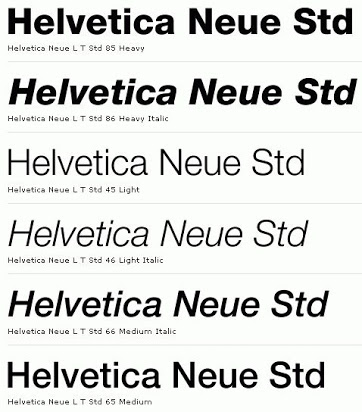 Helvetica Neue Std
Helvetica Neue L T Std 85 Heavy
Helvetica Neue Std
Helvetica Neue L T Std 86 Heavy Italic
Helvetica Neue Std
Helvetica Neue L T Std 45 Light
Helvetica Neue Std
Helvetica Neue L T Std 46 Light Italic
Helvetica Neue Std
Helvetica Neue L T Std 66 Medium Italic
Helvetica Neue Std
Helvetica Neue L T Std 65 Medium